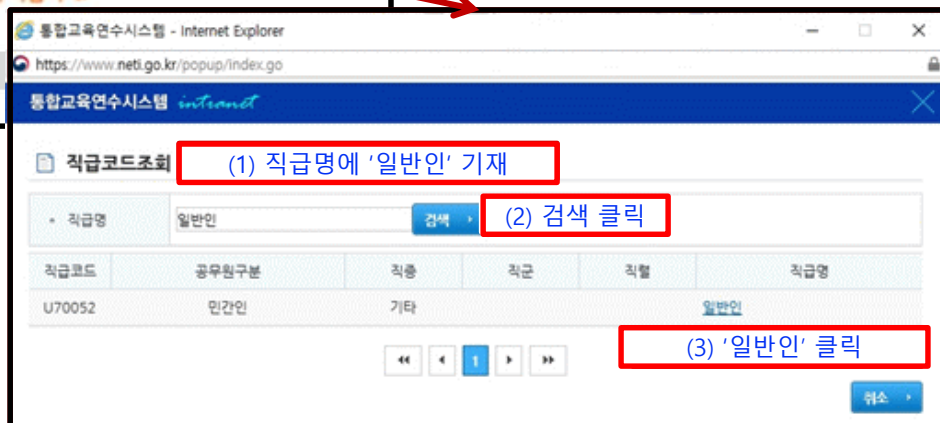 통합교육연수시스템 - Internet Explorer
https://www.neti.go.kr/popup/index.go
통합교육연수시스템 intranet
직급코드조회
(1) 직급명에 ‘일반인’ 기재
직급명 일반인 검색
(2) 검색 클릭
직급코드 공무원구분 직종 직군 직렬 직급명
U70052 민간인 기타 일반인
1
(3) ‘일반인’ 클릭
취소